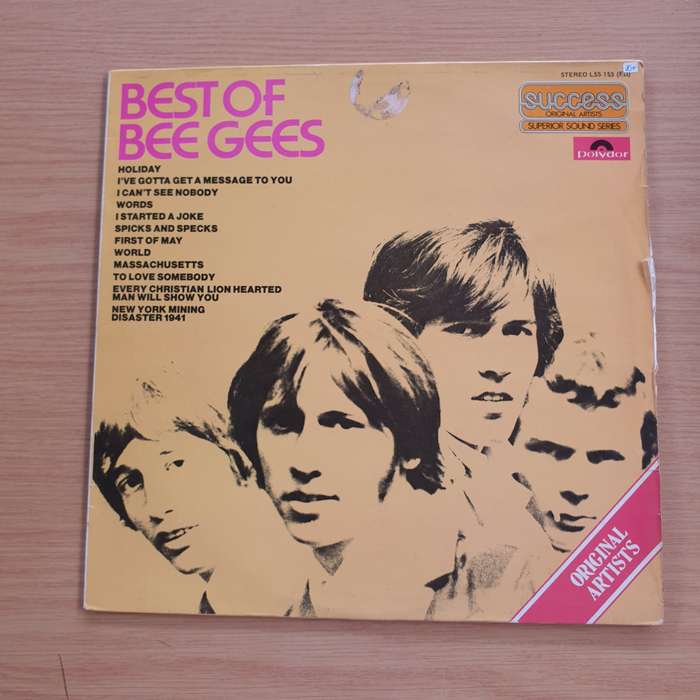 STEREO LSS 153 (FU)
BEST OF
BEE GEES
success
ORIGINAL ARTISTS
SUPERIOR SOUND SERIES
Polydor
HOLIDAY
I'VE GOTTA GET A MESSAGE TO YOU
I CAN'T SEE NOBODY
WORDS
I STARTED A JOKE
SPICKS AND SPECKS
FIRST OF MAY
WORLD
MASSACHUSETTS
TO LOVE SOMEBODY
EVERY CHRISTIAN LION HEARTED
MAN WILL SHOW YOU
NEW YORK MINING
DISASTER 1941
ORIGINAL
ARTISTS